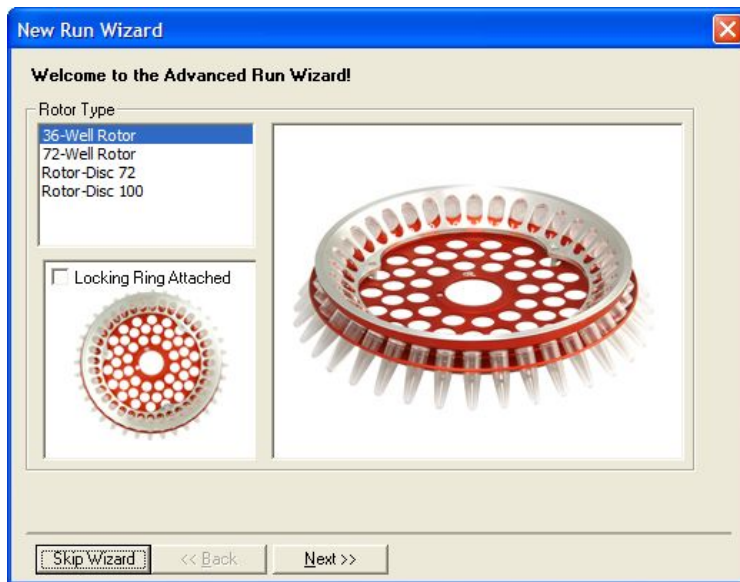 New Run Wizard
Welcome to the Advanced Run Wizard!
Rotor Type
36-Well Rotor
72-Well Rotor
Rotor-Disc 72
Rotor-Disc 100
Locking Ring Attached
Skip Wizard
<< Back
Next >>